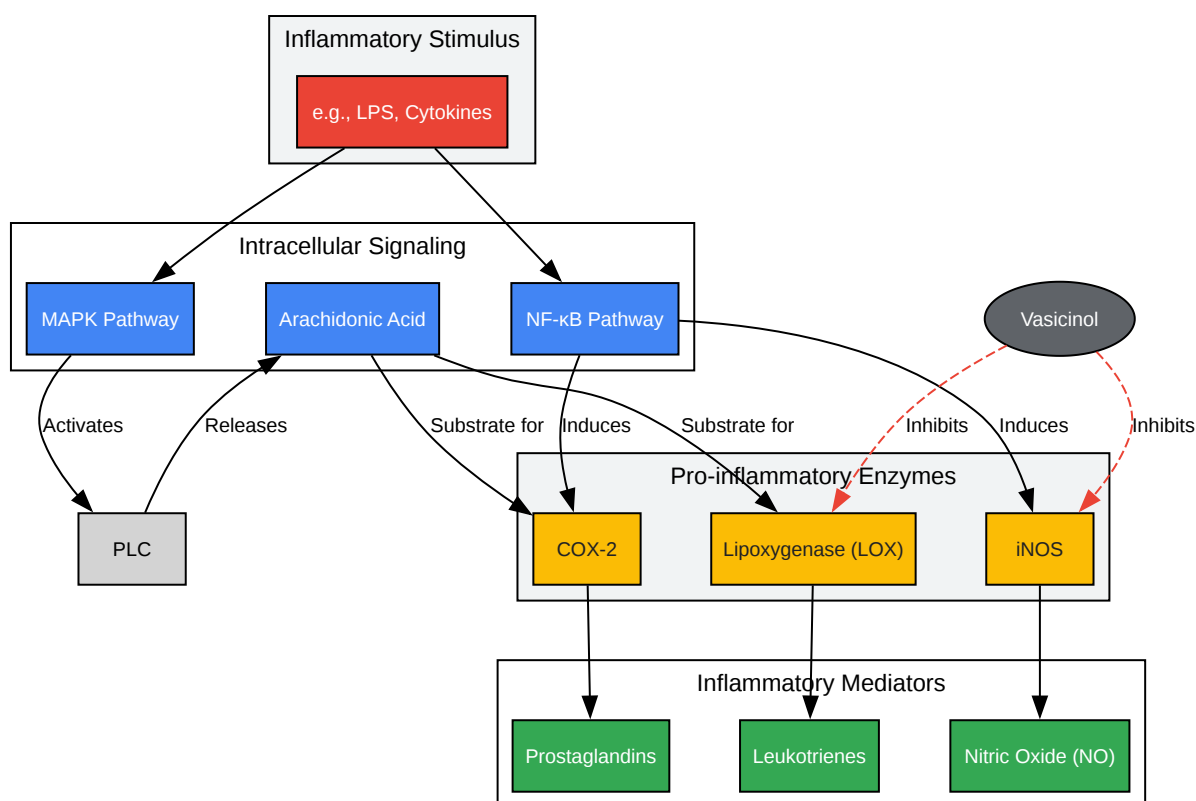 Inflammatory Stimulus
e.g., LPS, Cytokines
Intracellular Signaling
MAPK Pathway
Arachidonic Acid
NF-κB Pathway
Vasicinol
Activates
Releases
Substrate for
Induces
Substrate for
Inhibits
Induces
Inhibits
Pro-inflammatory Enzymes
PLC
COX-2
Lipoxygenase (LOX)
iNOS
Inflammatory Mediators
Prostaglandins
Leukotrienes
Nitric Oxide (NO)